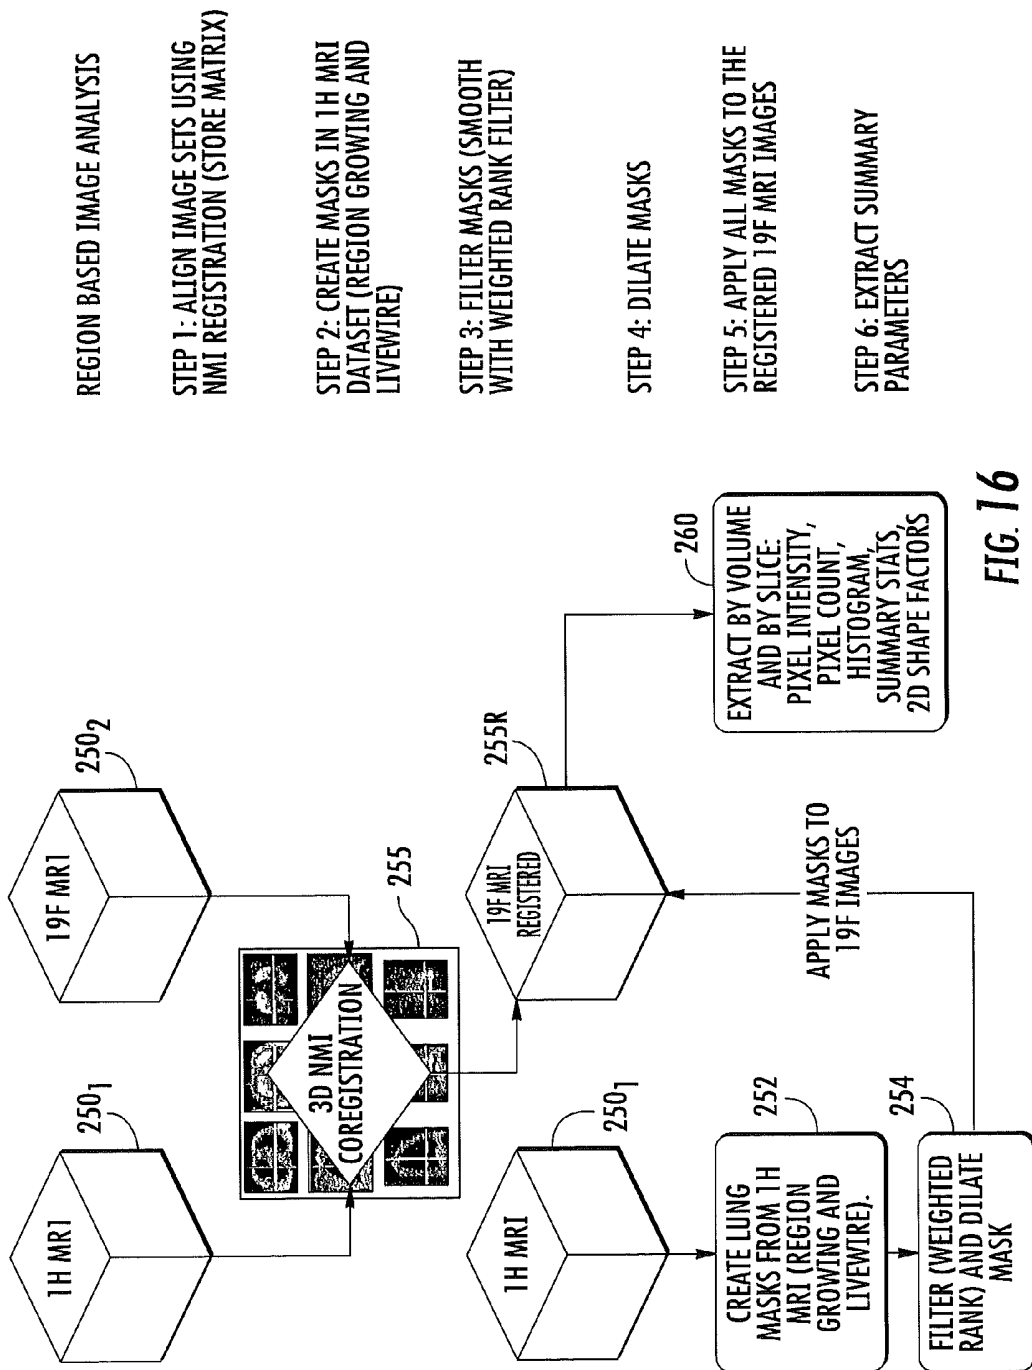 1H MRI
250₁
19F MRI
250₂
3D NMI
COREGISTRATION
255
1H MRI
250₁
19F MRI
REGISTERED
255R
CREATE LUNG
MASKS FROM 1H
MRI (REGION
GROWING AND
LIVEWIRE).
252
FILTER (WEIGHTED
RANK) AND DILATE
MASK
254
APPLY MASKS TO
19F IMAGES
EXTRACT BY VOLUME
AND BY SLICE:
PIXEL INTENSITY,
PIXEL COUNT,
HISTOGRAM,
SUMMARY STATS,
2D SHAPE FACTORS
260
REGION BASED IMAGE ANALYSIS
STEP 1: ALIGN IMAGE SETS USING
NMI REGISTRATION (STORE MATRIX)
STEP 2: CREATE MASKS IN 1H MRI
DATASET (REGION GROWING AND
LIVEWIRE)
STEP 3: FILTER MASKS (SMOOTH
WITH WEIGHTED RANK FILTER)
STEP 4: DILATE MASKS
STEP 5: APPLY ALL MASKS TO THE
REGISTERED 19F MRI IMAGES
STEP 6: EXTRACT SUMMARY
PARAMETERS
FIG. 16